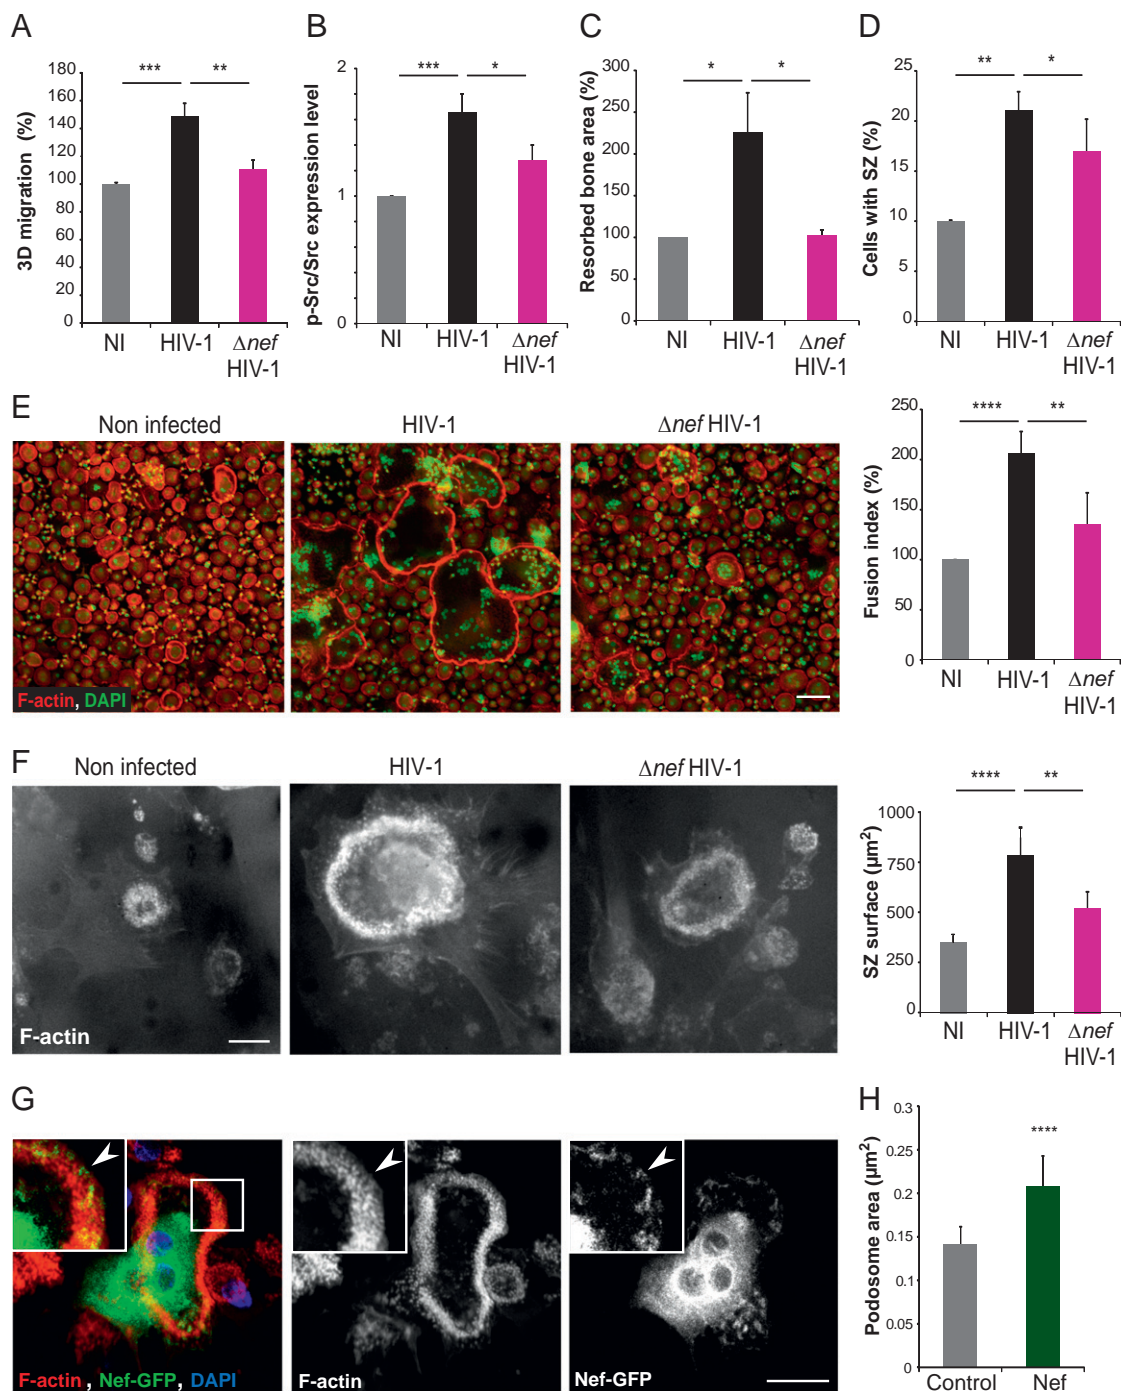 A
3D migration (%)
180
160
140
120
100
80
60
40
20
0
*** **
NI HIV-1 Δnef
HIV-1
B
p-Src/Src expression level
2
1
0
*** *
NI HIV-1 Δnef
HIV-1
C
Resorbed bone area (%)
300
250
200
150
100
50
0
* *
NI HIV-1 Δnef
HIV-1
D
Cells with SZ (%)
25
20
15
10
5
0
** *
NI HIV-1 Δnef
HIV-1
E
Non infected
HIV-1
Δnef HIV-1
F-actin, DAPI
Fusion index (%)
250
200
150
100
50
0
**** **
NI HIV-1 Δnef
HIV-1
F
Non infected
HIV-1
Δnef HIV-1
F-actin
SZ surface (µm²)
1000
750
500
250
0
**** **
NI HIV-1 Δnef
HIV-1
G
F-actin, Nef-GFP, DAPI
F-actin
Nef-GFP
H
Podosome area (µm²)
0.3
0.25
0.2
0.15
0.1
0.05
0
****
Control Nef